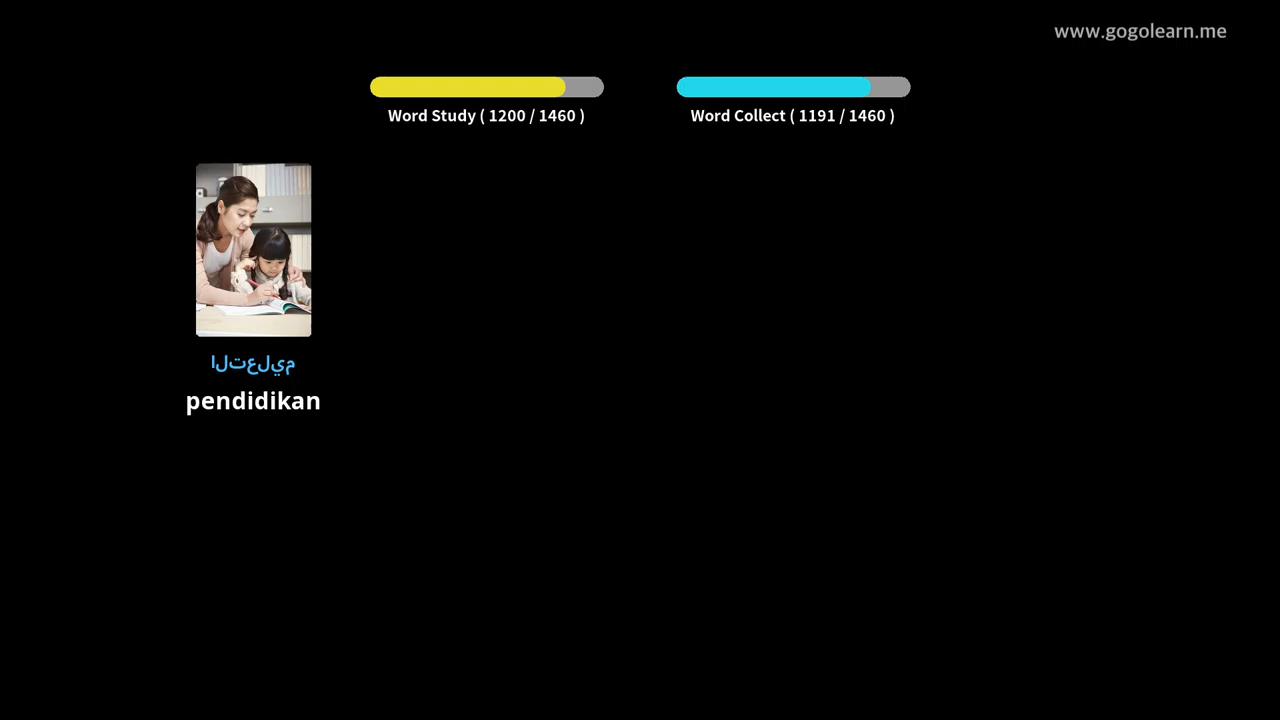 www.gogolearn.me
Word Study ( 1200 / 1460 )
Word Collect ( 1191 / 1460 )
التعليم
pendidikan